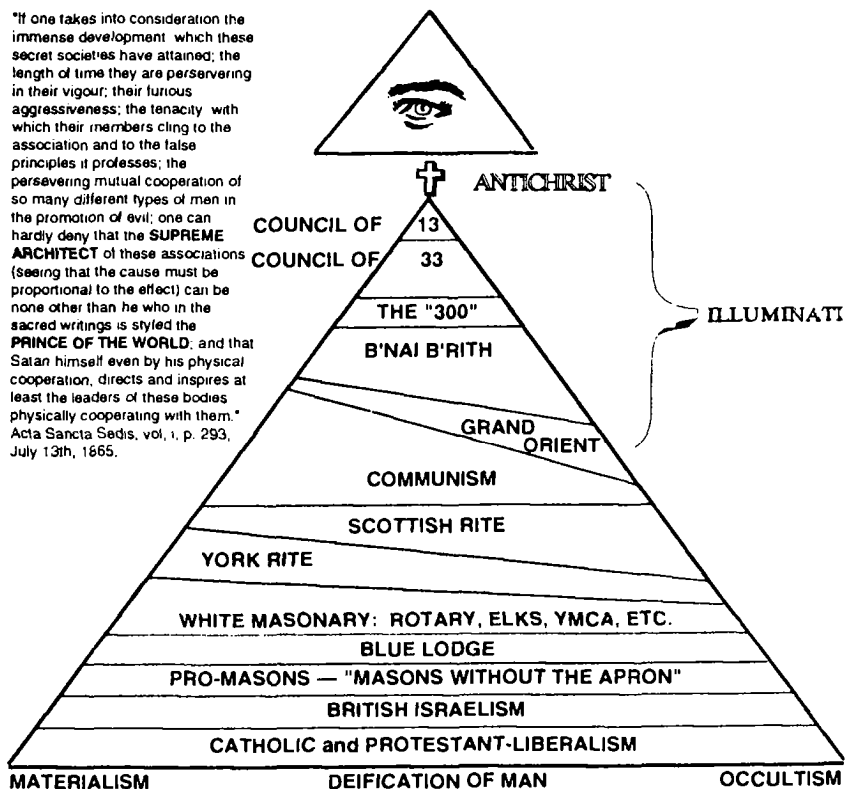 "If one takes into consideration the
immense development which these
secret societies have attained; the
length of time they are perservering
in their vigour; their furious
aggressiveness; the tenacity with
which their members cling to the
association and to the false
principles it professes; the
persevering mutual cooperation of
so many different types of men in
the promotion of evil; one can
hardly deny that the SUPREME
ARCHITECT of these associations
(seeing that the cause must be
proportional to the effect) can be
none other than he who in the
sacred writings is styled the
PRINCE OF THE WORLD; and that
Satan himself even by his physical
cooperation, directs and inspires at
least the leaders of these bodies
physically cooperating with them."
Acta Sancta Sedis, vol, i, p. 293,
July 13th, 1865.
ANTICHRIST
COUNCIL OF 13
COUNCIL OF 33
THE "300"
ILLUMINATI
B'NAI B'RITH
GRAND
ORIENT
COMMUNISM
SCOTTISH RITE
YORK RITE
WHITE MASONARY: ROTARY, ELKS, YMCA, ETC.
BLUE LODGE
PRO-MASONS — "MASONS WITHOUT THE APRON"
BRITISH ISRAELISM
CATHOLIC and PROTESTANT-LIBERALISM
MATERIALISM DEIFICATION OF MAN OCCULTISM